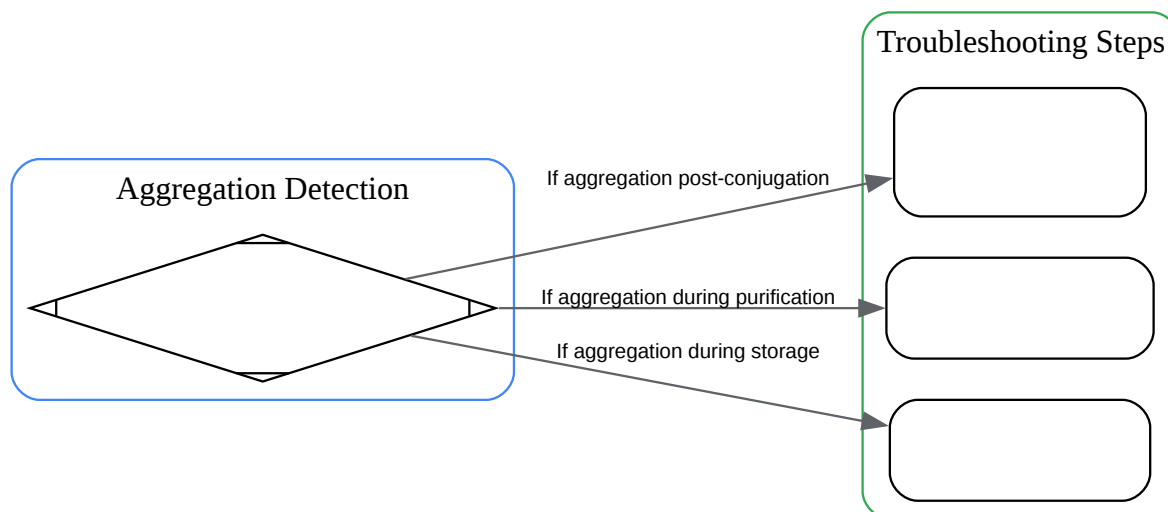 Troubleshooting Steps
Aggregation Detection
If aggregation post-conjugation
If aggregation during purification
If aggregation during storage